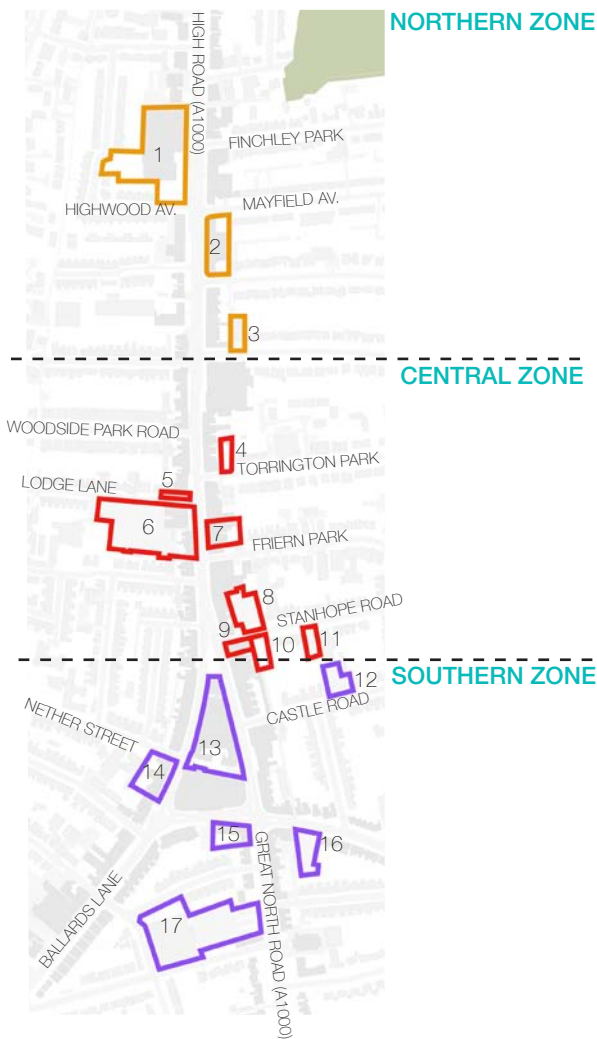 NORTHERN ZONE
HIGH ROAD (A1000)
FINCHLEY PARK
1
MAYFIELD AV.
HIGHWOOD AV.
2
3
CENTRAL ZONE
WOODSIDE PARK ROAD
4
TORRINGTON PARK
LODGE LANE
5
6
7
FRIERN PARK
8
STANHOPE ROAD
9
10
11
SOUTHERN ZONE
12
CASTLE ROAD
NETHER STREET
13
14
15
16
GREAT NORTH ROAD (A1000)
BALLARDS LANE
17